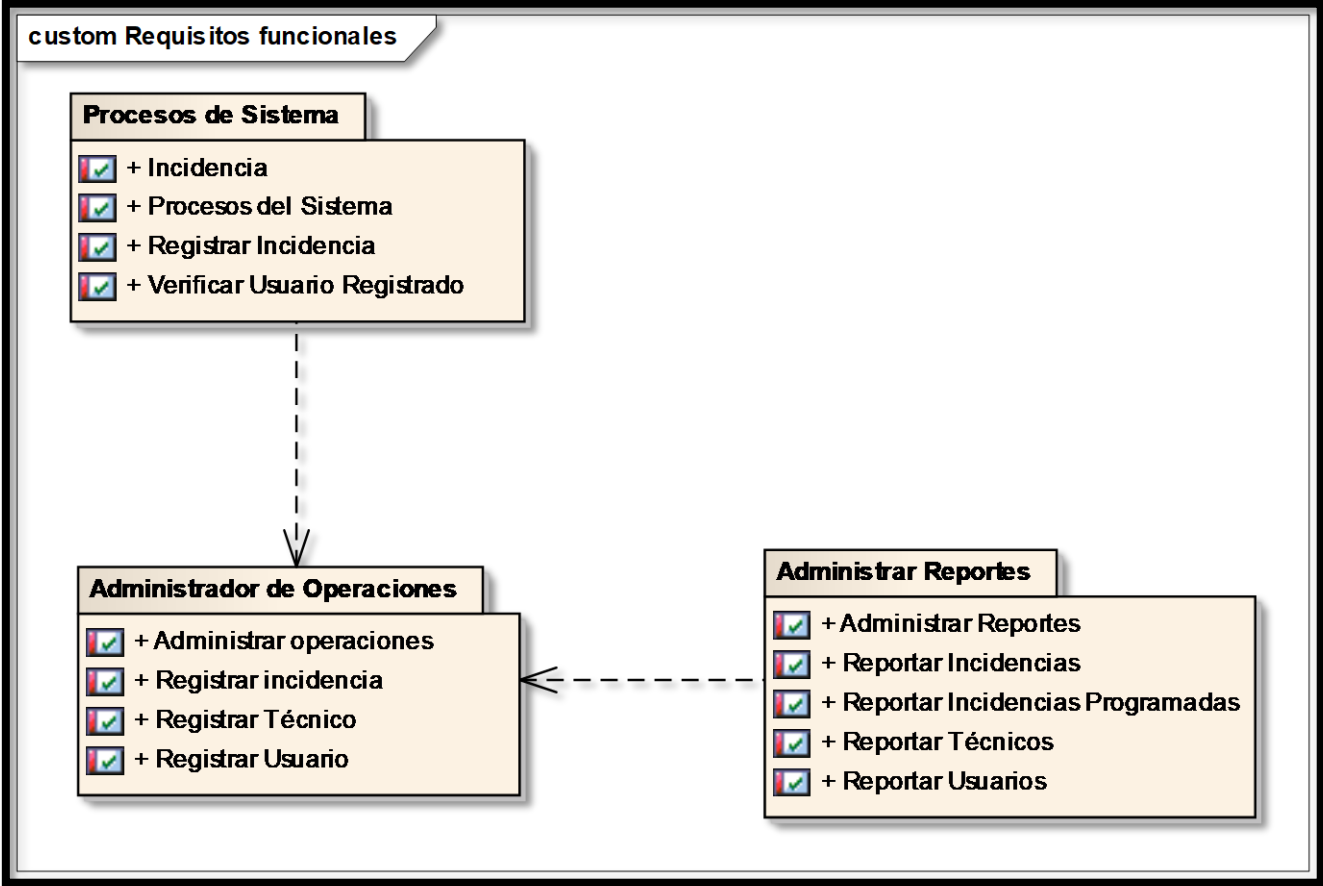 custom Requisitos funcionales
Procesos de Sistema
+ Incidencia
+ Procesos del Sistema
+ Registrar Incidencia
+ Verificar Usuario Registrado
Administrador de Operaciones
+ Administrar operaciones
+ Registrar incidencia
+ Registrar Técnico
+ Registrar Usuario
Administrar Reportes
+ Administrar Reportes
+ Reportar Incidencias
+ Reportar Incidencias Programadas
+ Reportar Técnicos
+ Reportar Usuarios